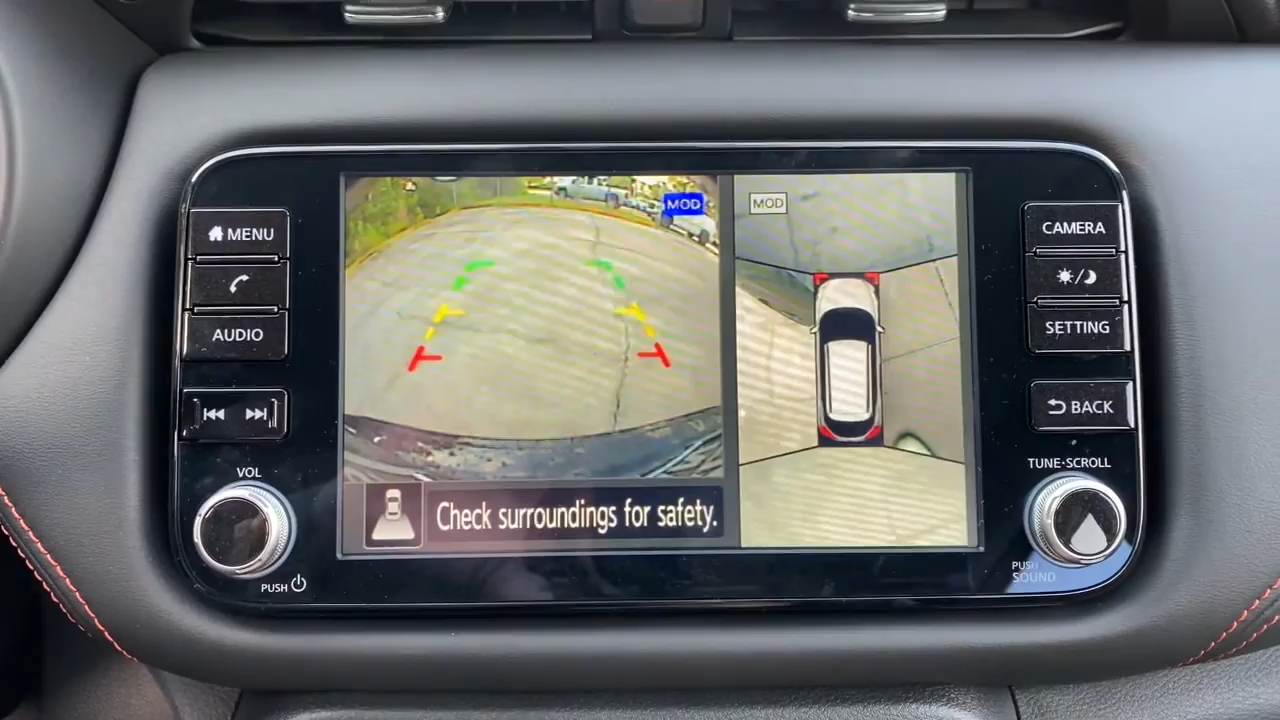 MENU
AUDIO
VOL
PUSH
MOD
MOD
Check surroundings for safety.
CAMERA
SETTING
BACK
TUNE·SCROLL
PUSH
SOUND